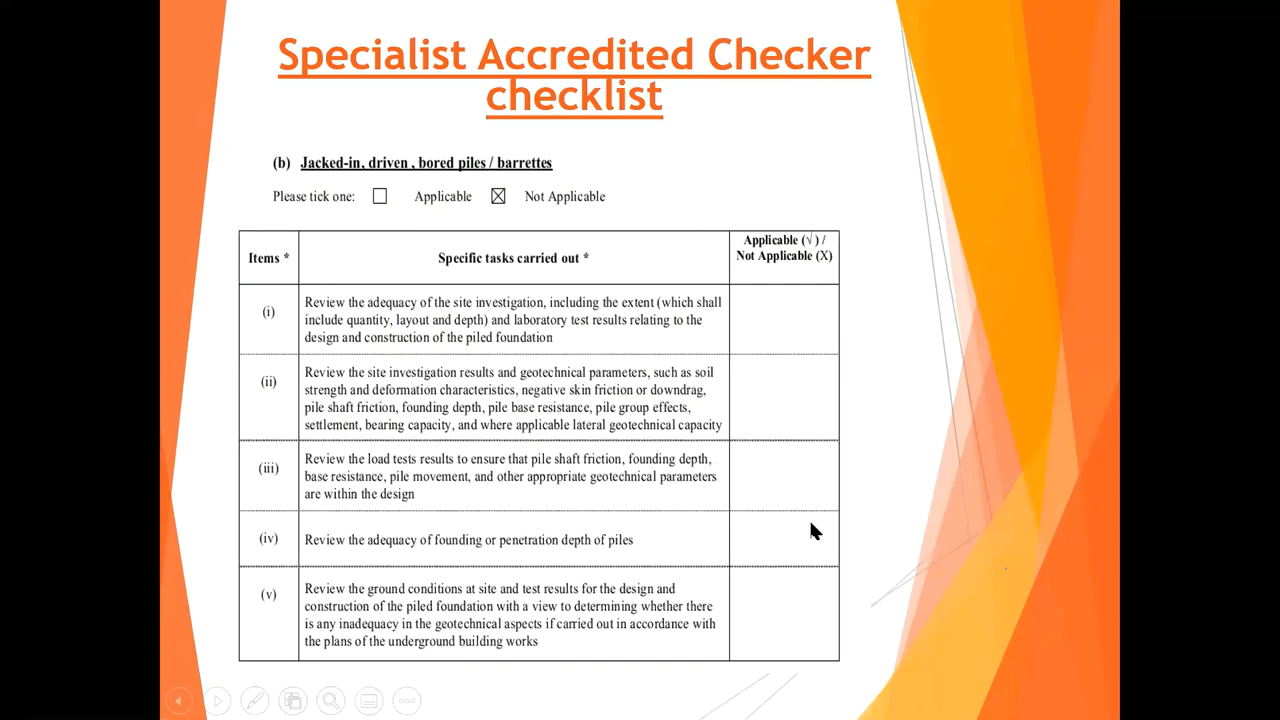 Specialist Accredited Checker
checklist
(b) Jacked-in, driven , bored piles / barrettes
Please tick one: ☐ Applicable ☒ Not Applicable
Items *
Specific tasks carried out *
Applicable (√ ) /
Not Applicable (X)
(i)
Review the adequacy of the site investigation, including the extent (which shall
include quantity, layout and depth) and laboratory test results relating to the
design and construction of the piled foundation
(ii)
Review the site investigation results and geotechnical parameters, such as soil
strength and deformation characteristics, negative skin friction or downdrag,
pile shaft friction, founding depth, pile base resistance, pile group effects,
settlement, bearing capacity, and where applicable lateral geotechnical capacity
(iii)
Review the load tests results to ensure that pile shaft friction, founding depth,
base resistance, pile movement, and other appropriate geotechnical parameters
are within the design
(iv)
Review the adequacy of founding or penetration depth of piles
(v)
Review the ground conditions at site and test results for the design and
construction of the piled foundation with a view to determining whether there
is any inadequacy in the geotechnical aspects if carried out in accordance with
the plans of the underground building works